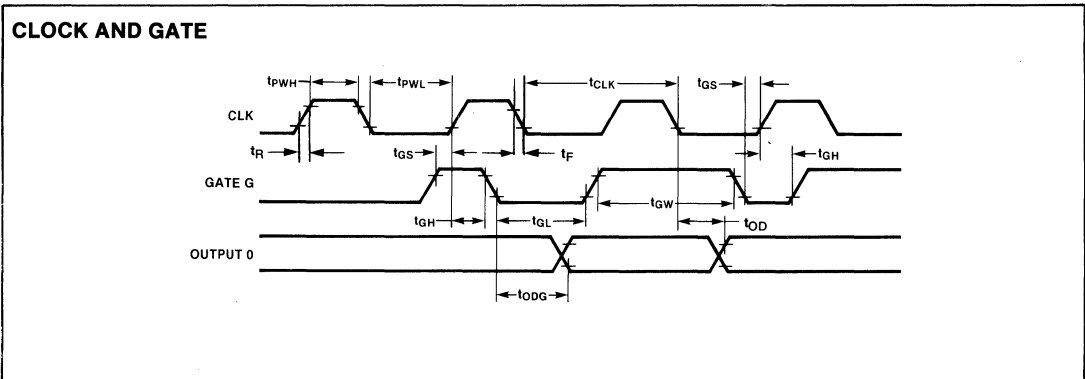 CLOCK AND GATE
tPWH
tPWL
tCLK
tGS
CLK
tR
tGS
tF
tGH
GATE G
tGH
tGL
tGW
tOD
OUTPUT 0
tODG